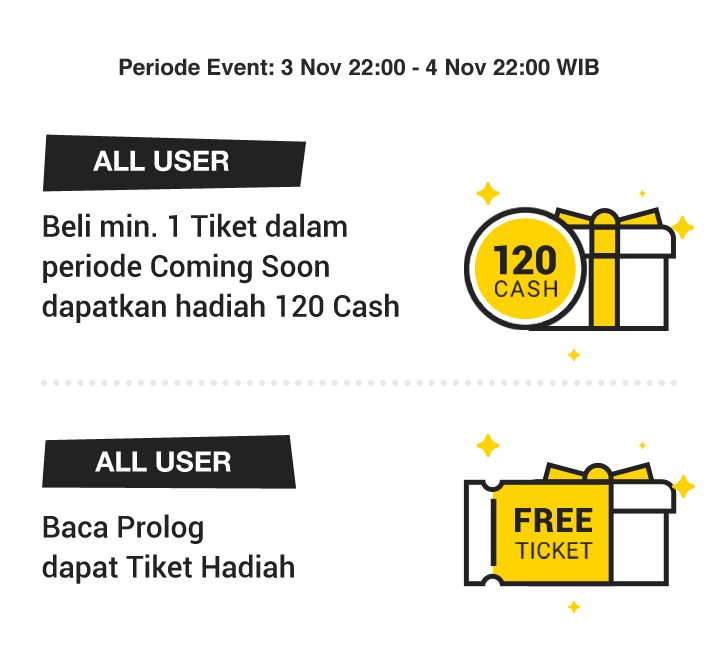 Periode Event: 3 Nov 22:00 - 4 Nov 22:00 WIB
ALL USER
Beli min. 1 Tiket dalam
periode Coming Soon
dapatkan hadiah 120 Cash
120
CASH
ALL USER
Baca Prolog
dapat Tiket Hadiah
FREE
TICKET